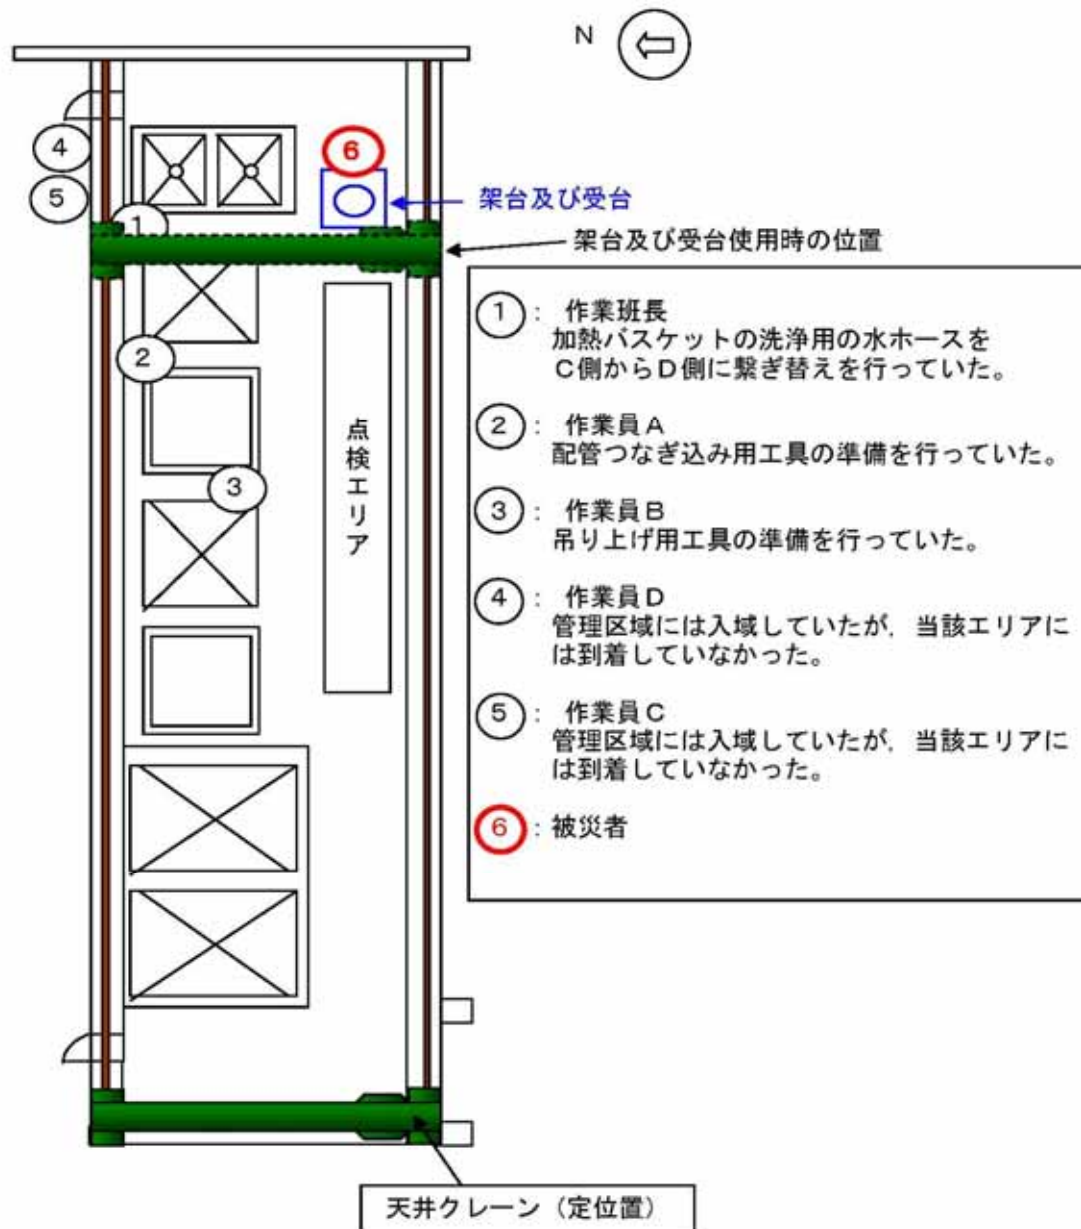 N
④
⑤
⑥
①
架台及び受台
架台及び受台使用時の位置
②
③
点検エリア
①： 作業班長
加熱バスケットの洗浄用の水ホースを
Ｃ側からＤ側に繋ぎ替えを行っていた。
②： 作業員Ａ
配管つなぎ込み用工具の準備を行っていた。
③： 作業員Ｂ
吊り上げ用工具の準備を行っていた。
④： 作業員Ｄ
管理区域には入域していたが，当該エリアに
は到着していなかった。
⑤： 作業員Ｃ
管理区域には入域していたが，当該エリアに
は到着していなかった。
⑥：被災者
天井クレーン（定位置）